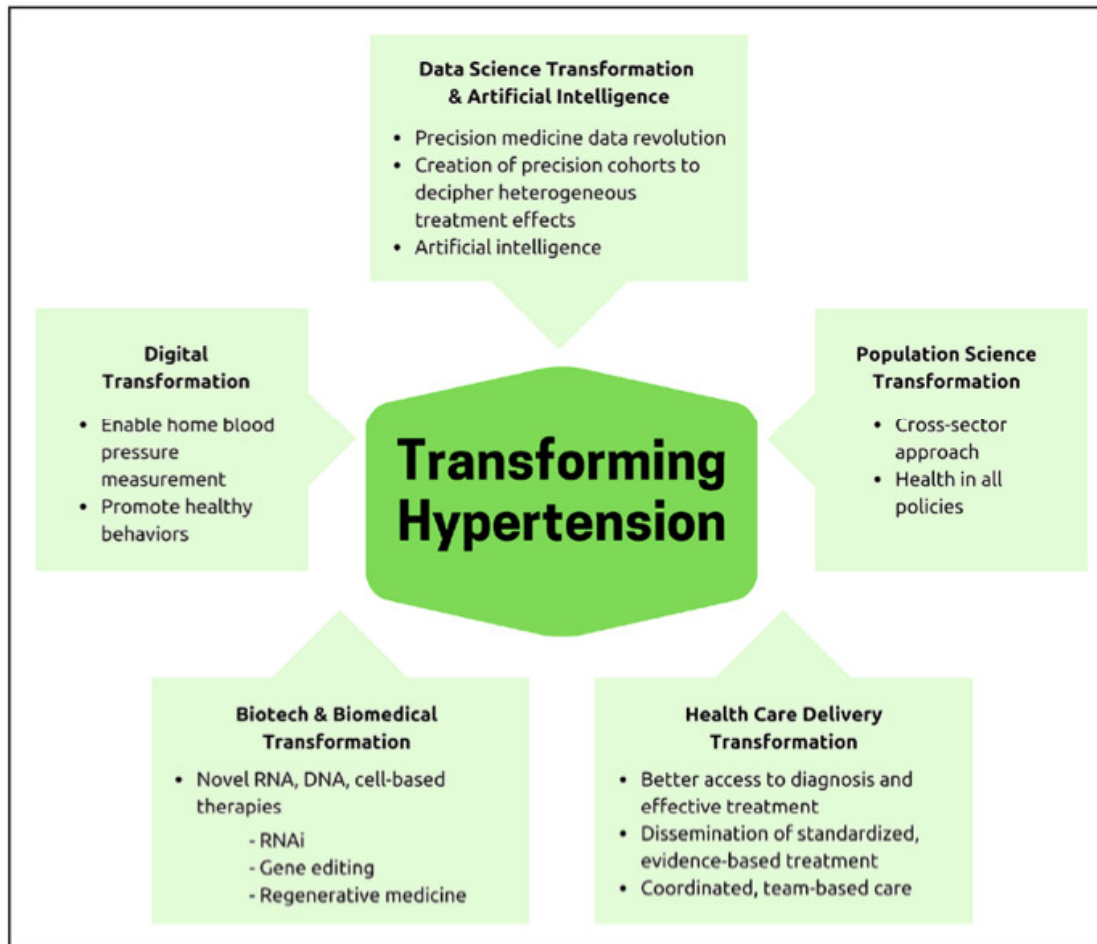 Data Science Transformation
& Artificial Intelligence
• Precision medicine data revolution
• Creation of precision cohorts to
decipher heterogeneous
treatment effects
• Artificial intelligence
Digital
Transformation
• Enable home blood
pressure
measurement
• Promote healthy
behaviors
Transforming
Hypertension
Population Science
Transformation
• Cross-sector
approach
• Health in all
policies
Biotech & Biomedical
Transformation
• Novel RNA, DNA, cell-based
therapies
- RNAi
- Gene editing
- Regenerative medicine
Health Care Delivery
Transformation
• Better access to diagnosis and
effective treatment
• Dissemination of standardized,
evidence-based treatment
• Coordinated, team-based care